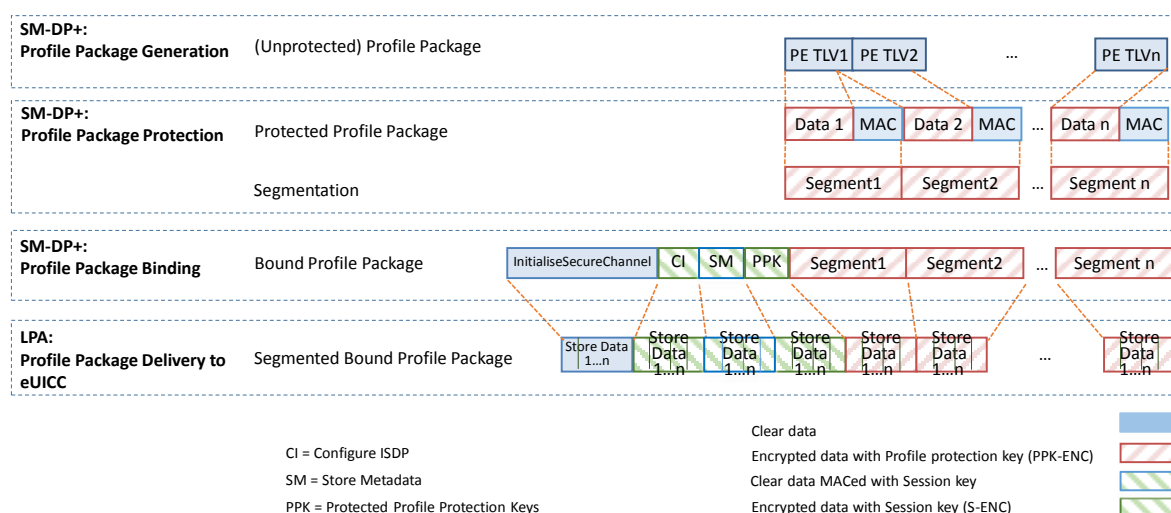 SM-DP+:
Profile Package Generation
(Unprotected) Profile Package
PE TLV1 PE TLV2 ... PE TLVn
SM-DP+:
Profile Package Protection
Protected Profile Package
Data 1 MAC Data 2 MAC ... Data n MAC
Segmentation
Segment1 Segment2 ... Segment n
SM-DP+:
Profile Package Binding
Bound Profile Package
InitialiseSecureChannel CI SM PPK Segment1 Segment2 ... Segment n
LPA:
Profile Package Delivery to
eUICC
Segmented Bound Profile Package
Store Data
1...n
Store
Data
1...n
Store
Data
1...n
Store
Data
1...n
Store
Data
1...n
Store
Data
1...n
...
Store
Data
1...n
CI = Configure ISDP
SM = Store Metadata
PPK = Protected Profile Protection Keys
Clear data
Encrypted data with Profile protection key (PPK-ENC)
Clear data MACed with Session key
Encrypted data with Session key (S-ENC)